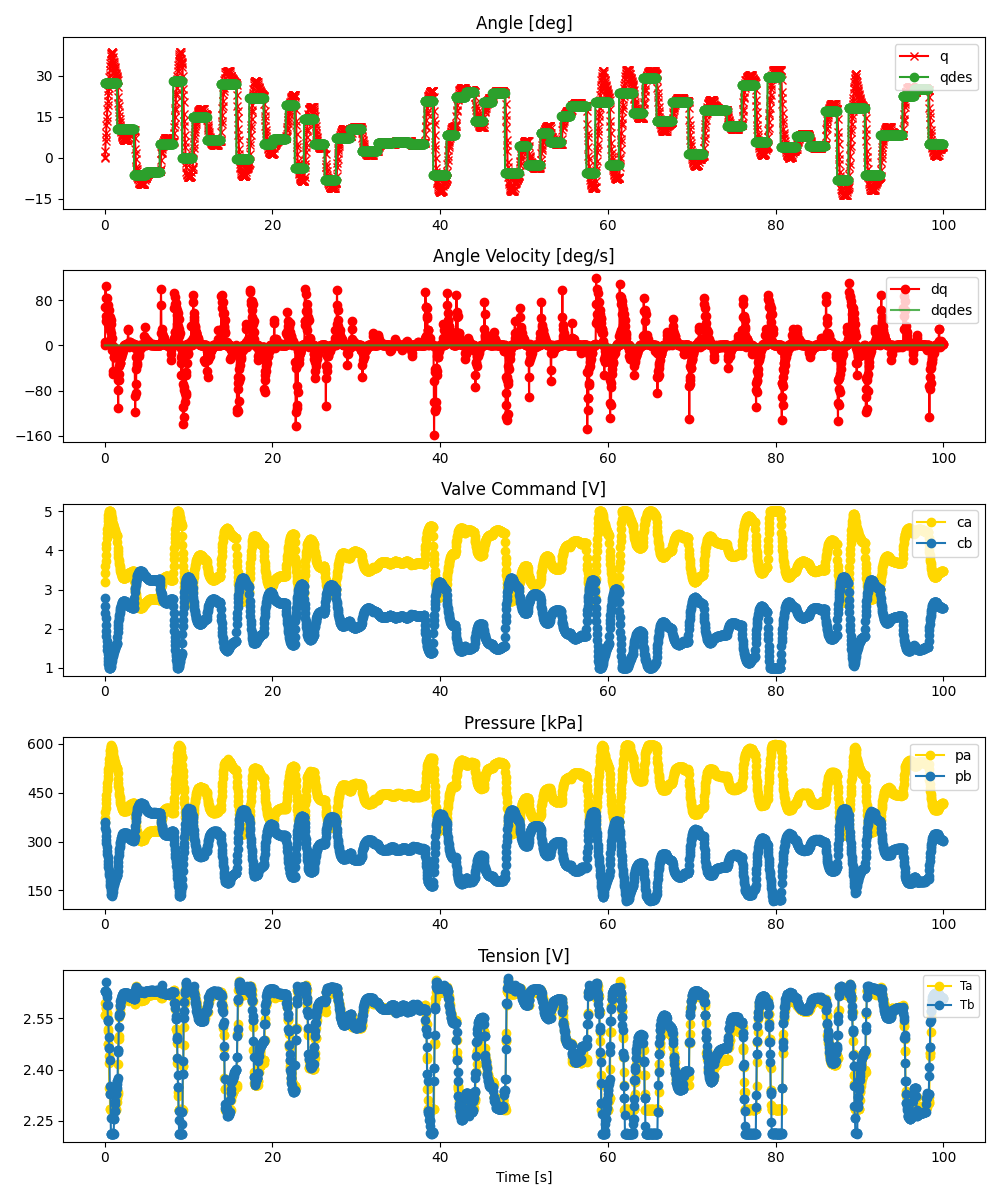 Angle [deg]
30
15
0
−15
q
qdes
0 20 40 60 80 100
Angle Velocity [deg/s]
80
0
−80
−160
dq
dqdes
0 20 40 60 80 100
Valve Command [V]
5
4
3
2
1
ca
cb
0 20 40 60 80 100
Pressure [kPa]
600
450
300
150
pa
pb
0 20 40 60 80 100
Tension [V]
2.55
2.40
2.25
Ta
Tb
0 20 40 60 80 100
Time [s]